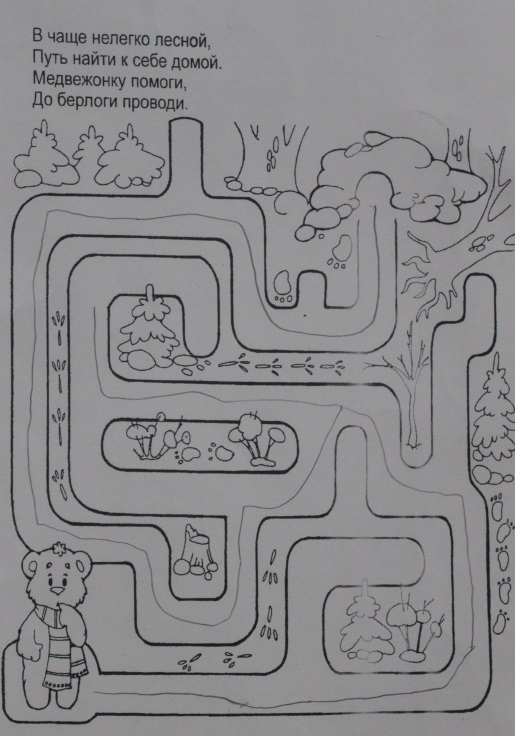 В чаще нелегко лесной,
Путь найти к себе домой.
Медвежонку помоги,
До берлоги проводи.